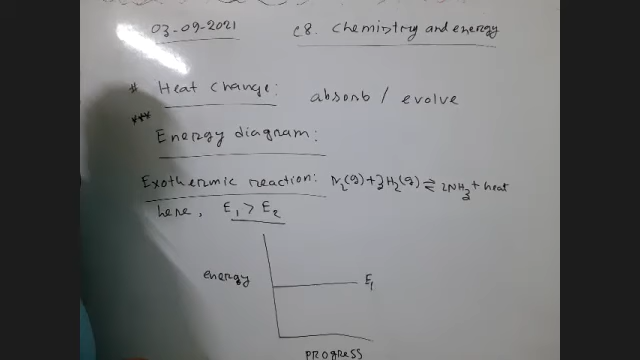 03-09-2021 C8. Chemistry and energy
# Heat change: absorb / evolve
*** Energy diagram:
Exothermic reaction: N₂(g)+3H₂(g) ⇌ 2NH₃ + heat
here, E₁ > E₂
energy E₁
PROGRESS